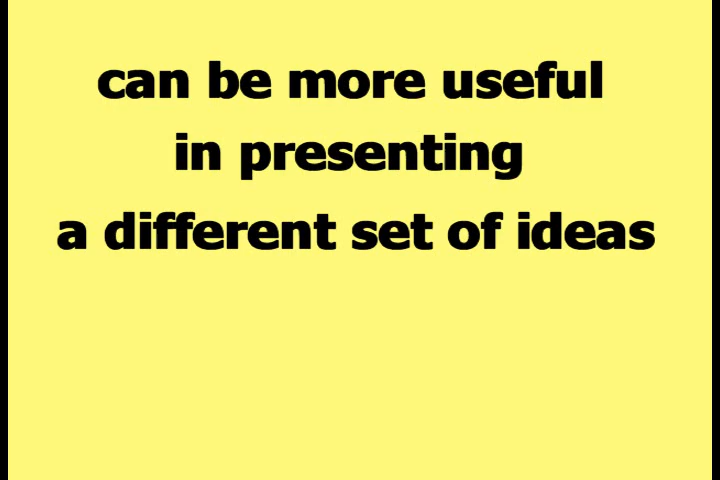 can be more useful
in presenting
a different set of ideas